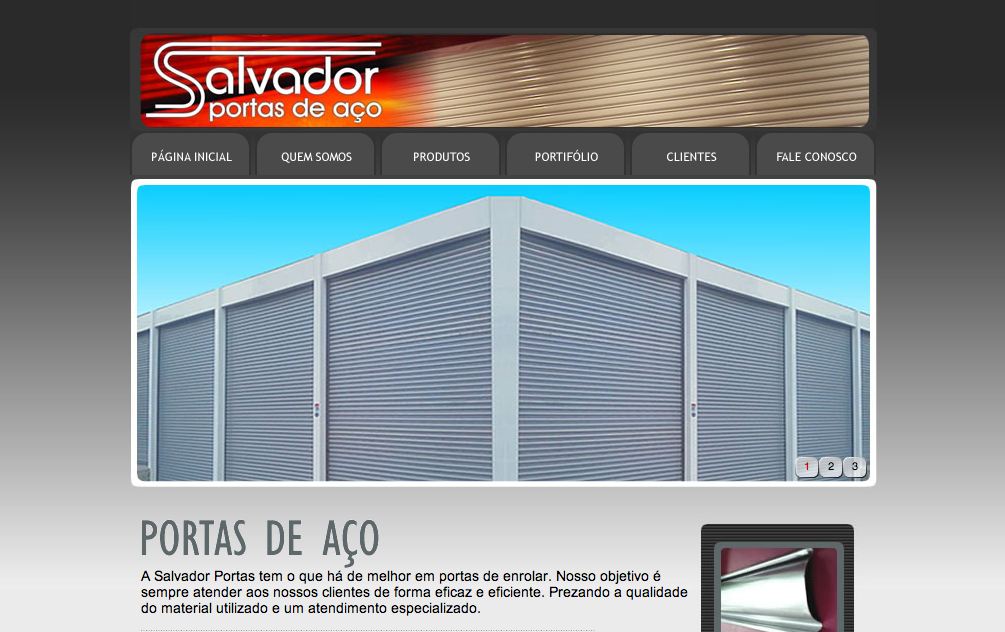 Salvador
portas de aço
PÁGINA INICIAL
QUEM SOMOS
PRODUTOS
PORTIFÓLIO
CLIENTES
FALE CONOSCO
1 2 3
PORTAS DE AÇO
A Salvador Portas tem o que há de melhor em portas de enrolar. Nosso objetivo é
sempre atender aos nossos clientes de forma eficaz e eficiente. Prezando a qualidade
do material utilizado e um atendimento especializado.